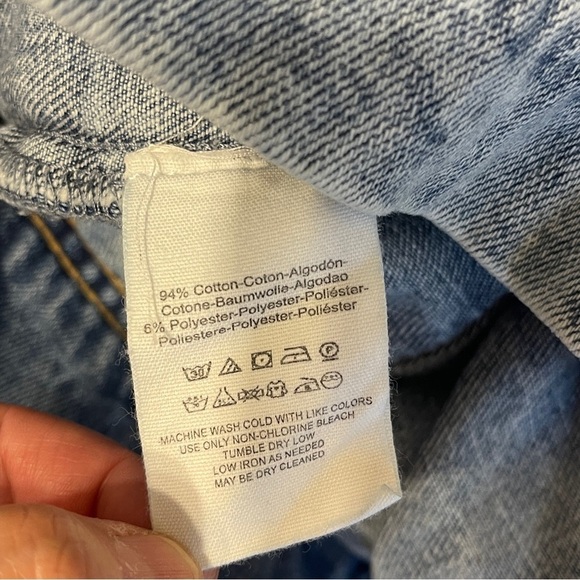 94% Cotton-Coton-Algodón-
Cotone-Baumwolle-Algodao
6% Polyester-Polyester-Poliéster-
Poliestere-Polyester-Poliéster
30 P
MACHINE WASH COLD WITH LIKE COLORS
USE ONLY NON-CHLORINE BLEACH
TUMBLE DRY LOW
LOW IRON AS NEEDED
MAY BE DRY CLEANED